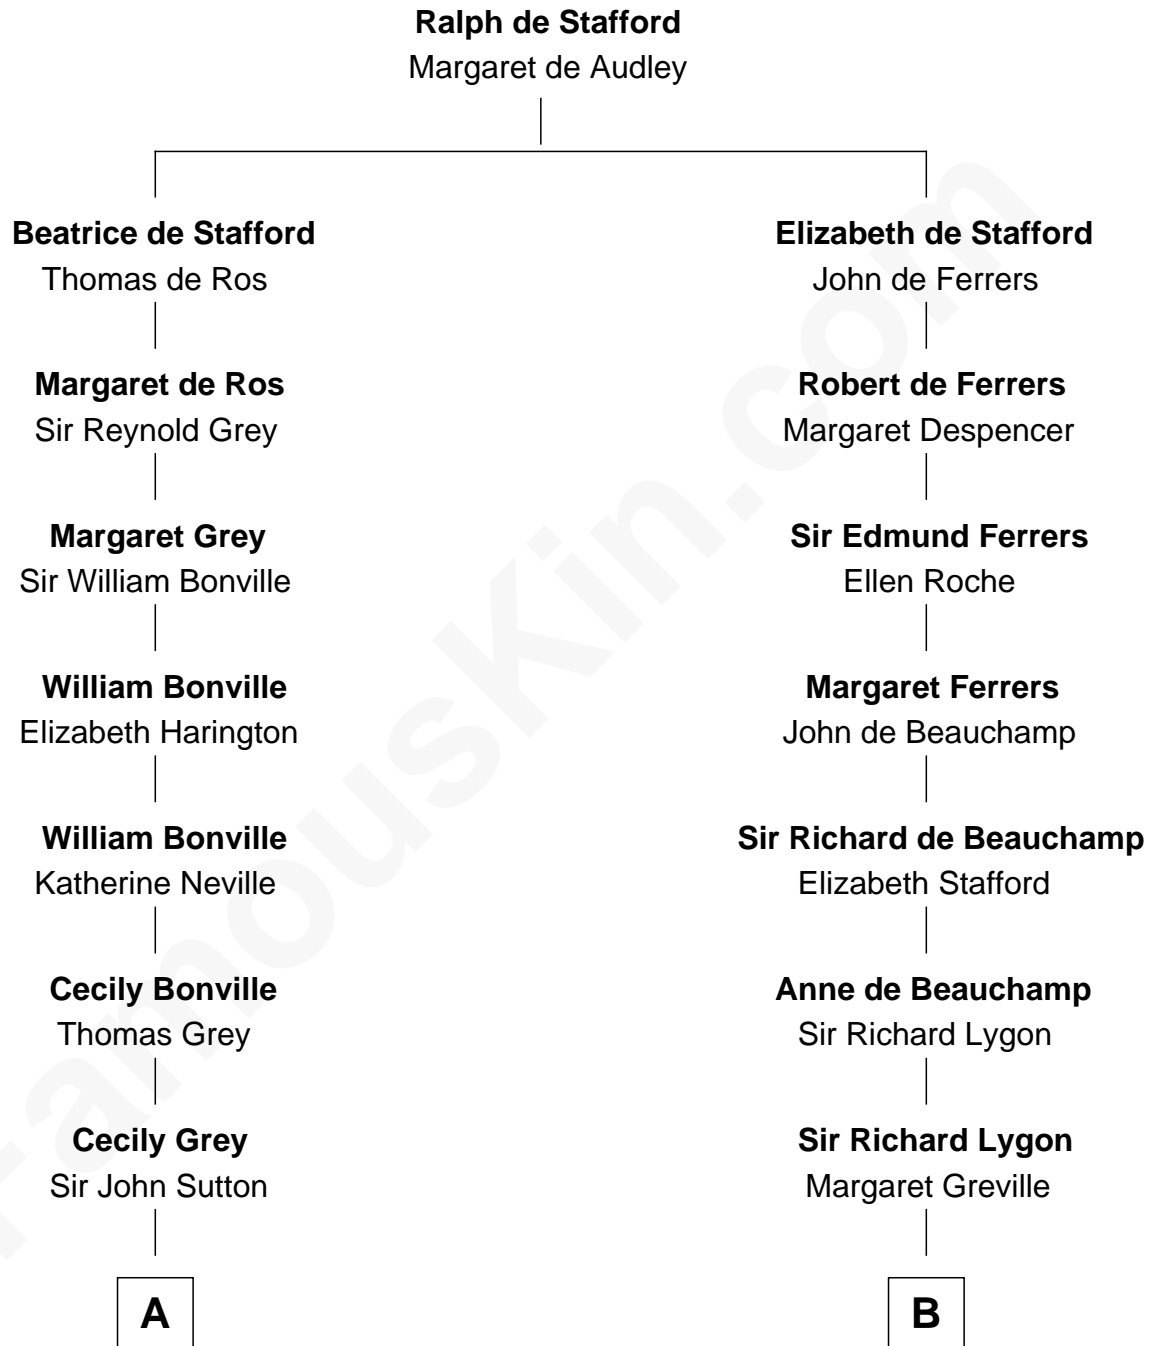 Ralph de Stafford
Margaret de Audley
Beatrice de Stafford
Thomas de Ros
Elizabeth de Stafford
John de Ferrers
Margaret de Ros
Sir Reynold Grey
Robert de Ferrers
Margaret Despencer
Margaret Grey
Sir William Bonville
Sir Edmund Ferrers
Ellen Roche
William Bonville
Elizabeth Harington
Margaret Ferrers
John de Beauchamp
William Bonville
Katherine Neville
Sir Richard de Beauchamp
Elizabeth Stafford
Cecily Bonville
Thomas Grey
Anne de Beauchamp
Sir Richard Lygon
Cecily Grey
Sir John Sutton
Sir Richard Lygon
Margaret Greville
A
B
FamousKin.com